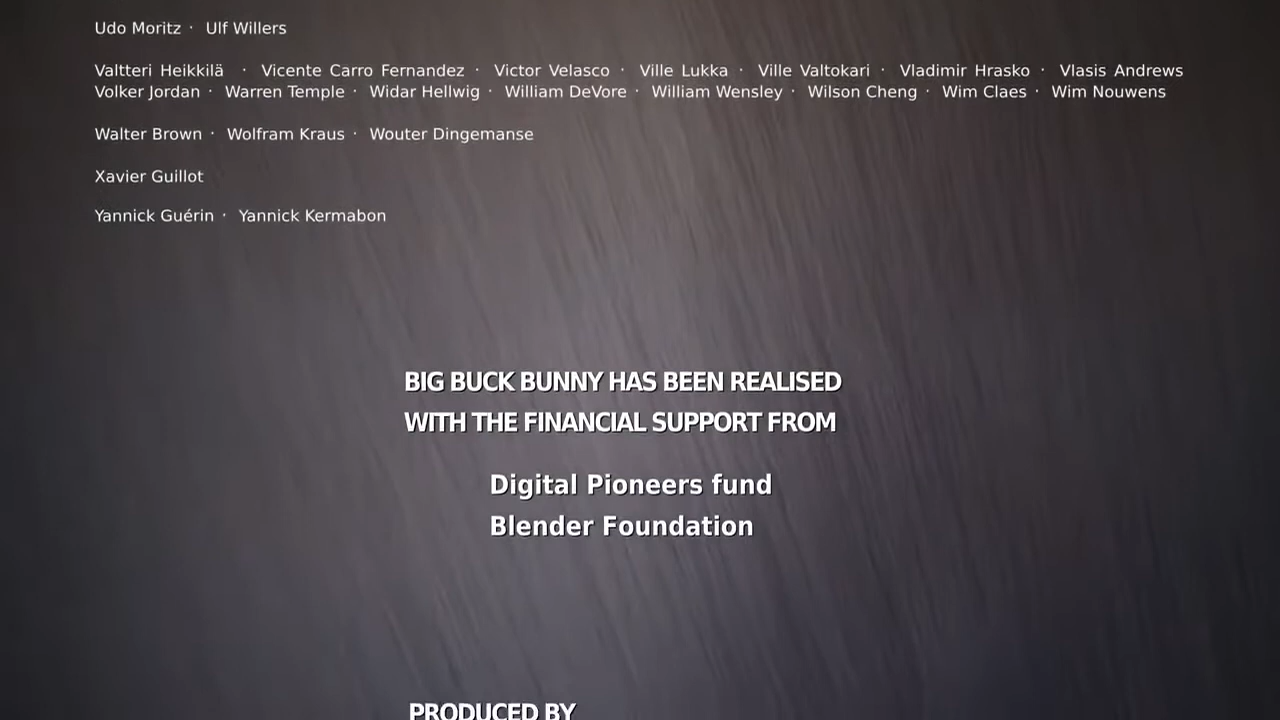 Udo Moritz · Ulf Willers
Valtteri Heikkilä · Vicente Carro Fernandez · Victor Velasco · Ville Lukka · Ville Valtokari · Vladimir Hrasko · Vlasis Andrews
Volker Jordan · Warren Temple · Widar Hellwig · William DeVore · William Wensley · Wilson Cheng · Wim Claes · Wim Nouwens
Walter Brown · Wolfram Kraus · Wouter Dingemanse
Xavier Guillot
Yannick Guérin · Yannick Kermabon
BIG BUCK BUNNY HAS BEEN REALISED
WITH THE FINANCIAL SUPPORT FROM
Digital Pioneers fund
Blender Foundation
PRODUCED BY